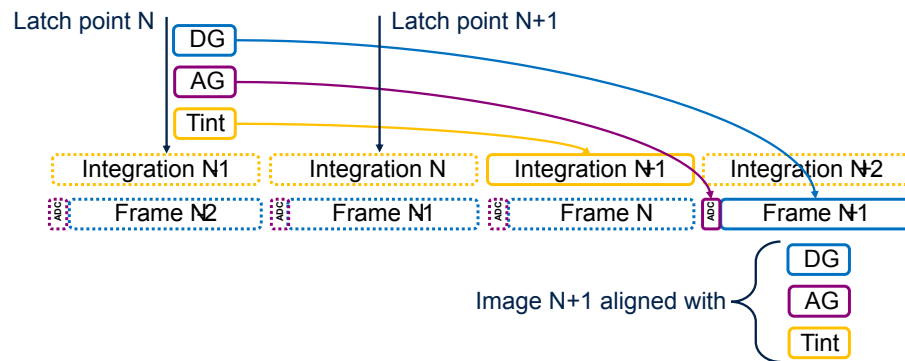 Latch point N
Latch point N+1
DG
AG
Tint
Integration N-1
Integration N
Integration N+1
Integration N+2
ADC
Frame N-2
ADC
Frame N-1
ADC
Frame N
ADC
Frame N+1
DG
Image N+1 aligned with
AG
Tint